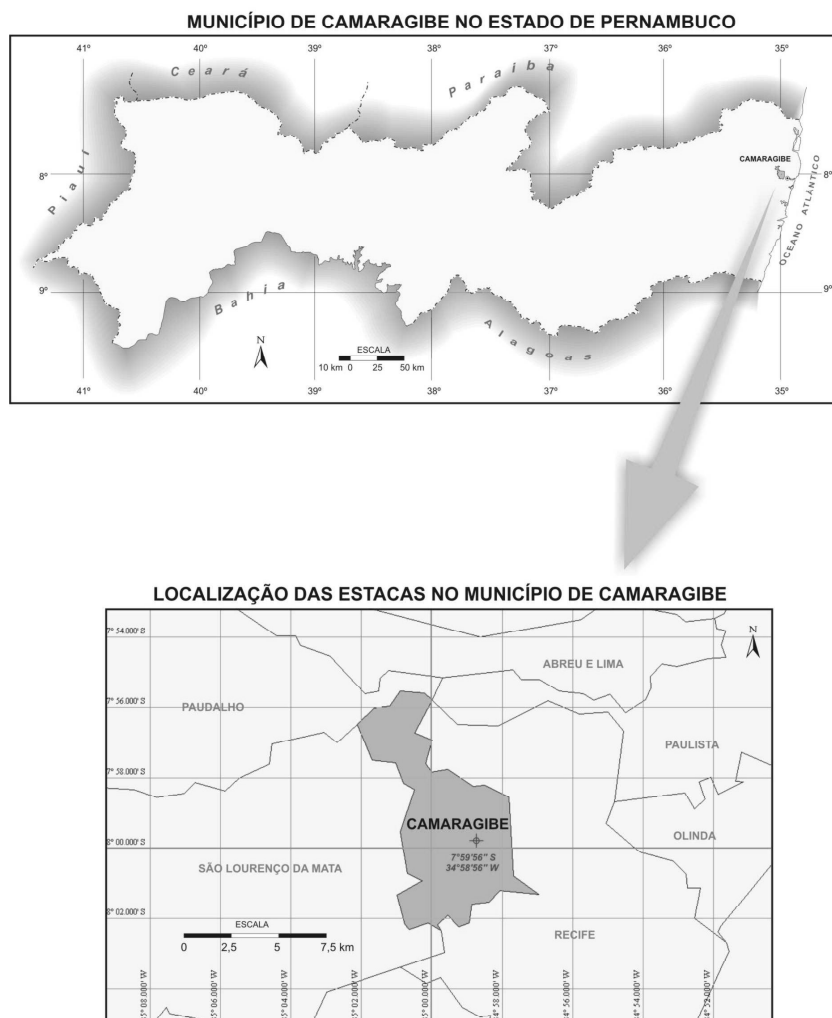 MUNICÍPIO DE CAMARAGIBE NO ESTADO DE PERNAMBUCO
41° 40° 39° 38° 37° 36° 35°
Ceará
Paraiba
Piauí
CAMARAGIBE
8° 8°
OCEANO ATLÂNTICO
9° 9°
Bahia
Alagoas
N
ESCALA
10 km 0 25 50 km
41° 40° 39° 38° 37° 36° 35°
LOCALIZAÇÃO DAS ESTACAS NO MUNICÍPIO DE CAMARAGIBE
7° 54.000' S
N
ABREU E LIMA
7° 56.000' S
PAUDALHO
PAULISTA
7° 58.000' S
CAMARAGIBE
OLINDA
8° 00.000' S
7°59'56" S
34°58'56" W
SÃO LOURENÇO DA MATA
8° 02.000' S
ESCALA
RECIFE
0 2,5 5 7,5 km